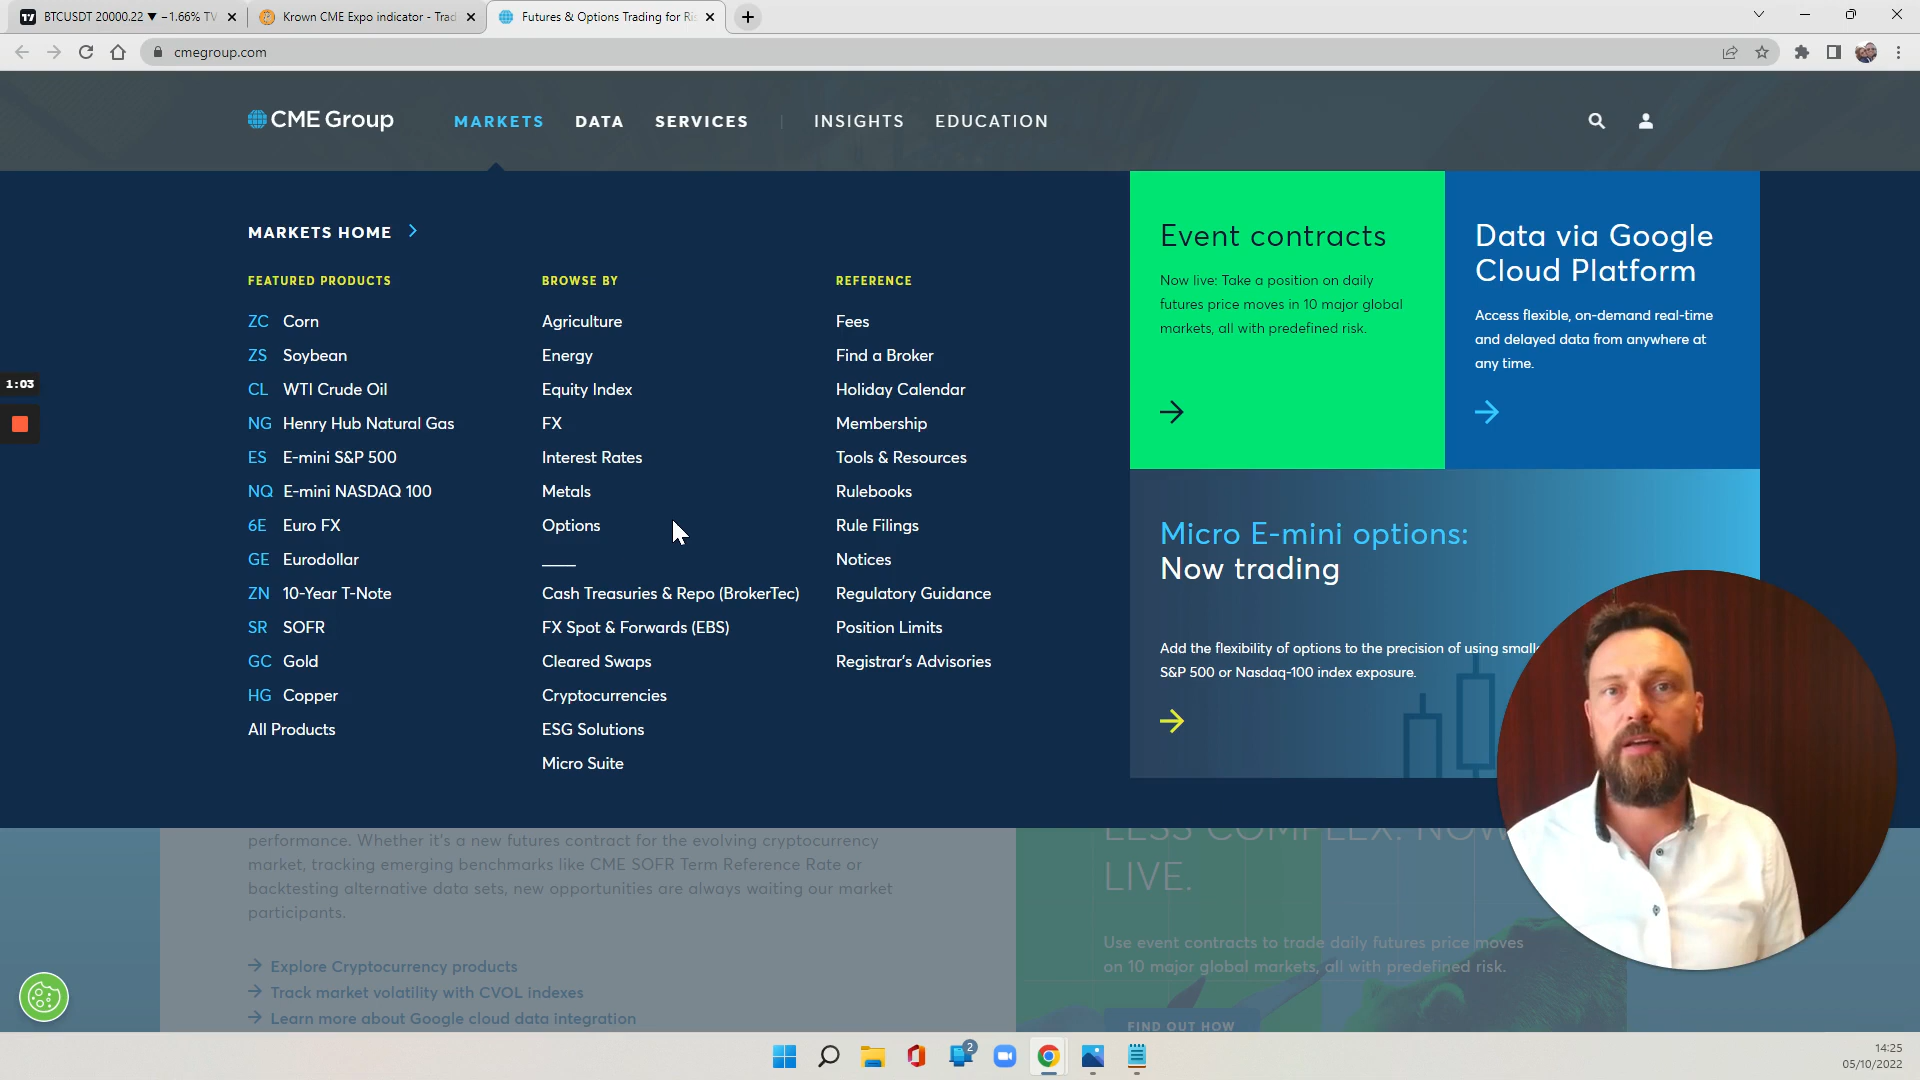 BTCUSDT 20000.22 ▼ −1.66% TV
Krown CME Expo indicator - Trad
Futures & Options Trading for Ris
cmegroup.com
CME Group
MARKETS
DATA
SERVICES
INSIGHTS
EDUCATION
MARKETS HOME
FEATURED PRODUCTS
ZC Corn
ZS Soybean
CL WTI Crude Oil
NG Henry Hub Natural Gas
ES E-mini S&P 500
NQ E-mini NASDAQ 100
6E Euro FX
GE Eurodollar
ZN 10-Year T-Note
SR SOFR
GC Gold
HG Copper
All Products
BROWSE BY
Agriculture
Energy
Equity Index
FX
Interest Rates
Metals
Options
Cash Treasuries & Repo (BrokerTec)
FX Spot & Forwards (EBS)
Cleared Swaps
Cryptocurrencies
ESG Solutions
Micro Suite
REFERENCE
Fees
Find a Broker
Holiday Calendar
Membership
Tools & Resources
Rulebooks
Rule Filings
Notices
Regulatory Guidance
Position Limits
Registrar's Advisories
Event contracts
Now live: Take a position on daily
futures price moves in 10 major global
markets, all with predefined risk.
Data via Google
Cloud Platform
Access flexible, on-demand real-time
and delayed data from anywhere at
any time.
Micro E-mini options:
Now trading
Add the flexibility of options to the precision of using small
S&P 500 or Nasdaq-100 index exposure.
1:03
performance. Whether it's a new futures contract for the evolving cryptocurrency
market, tracking emerging benchmarks like CME SOFR Term Reference Rate or
backtesting alternative data sets, new opportunities are always waiting our market
participants.
Explore Cryptocurrency products
Track market volatility with CVOL indexes
Learn more about Google cloud data integration
LESS COMPLEX. NOW
LIVE.
Use event contracts to trade daily futures price moves
on 10 major global markets, all with predefined risk.
FIND OUT HOW
2
14:25
05/10/2022